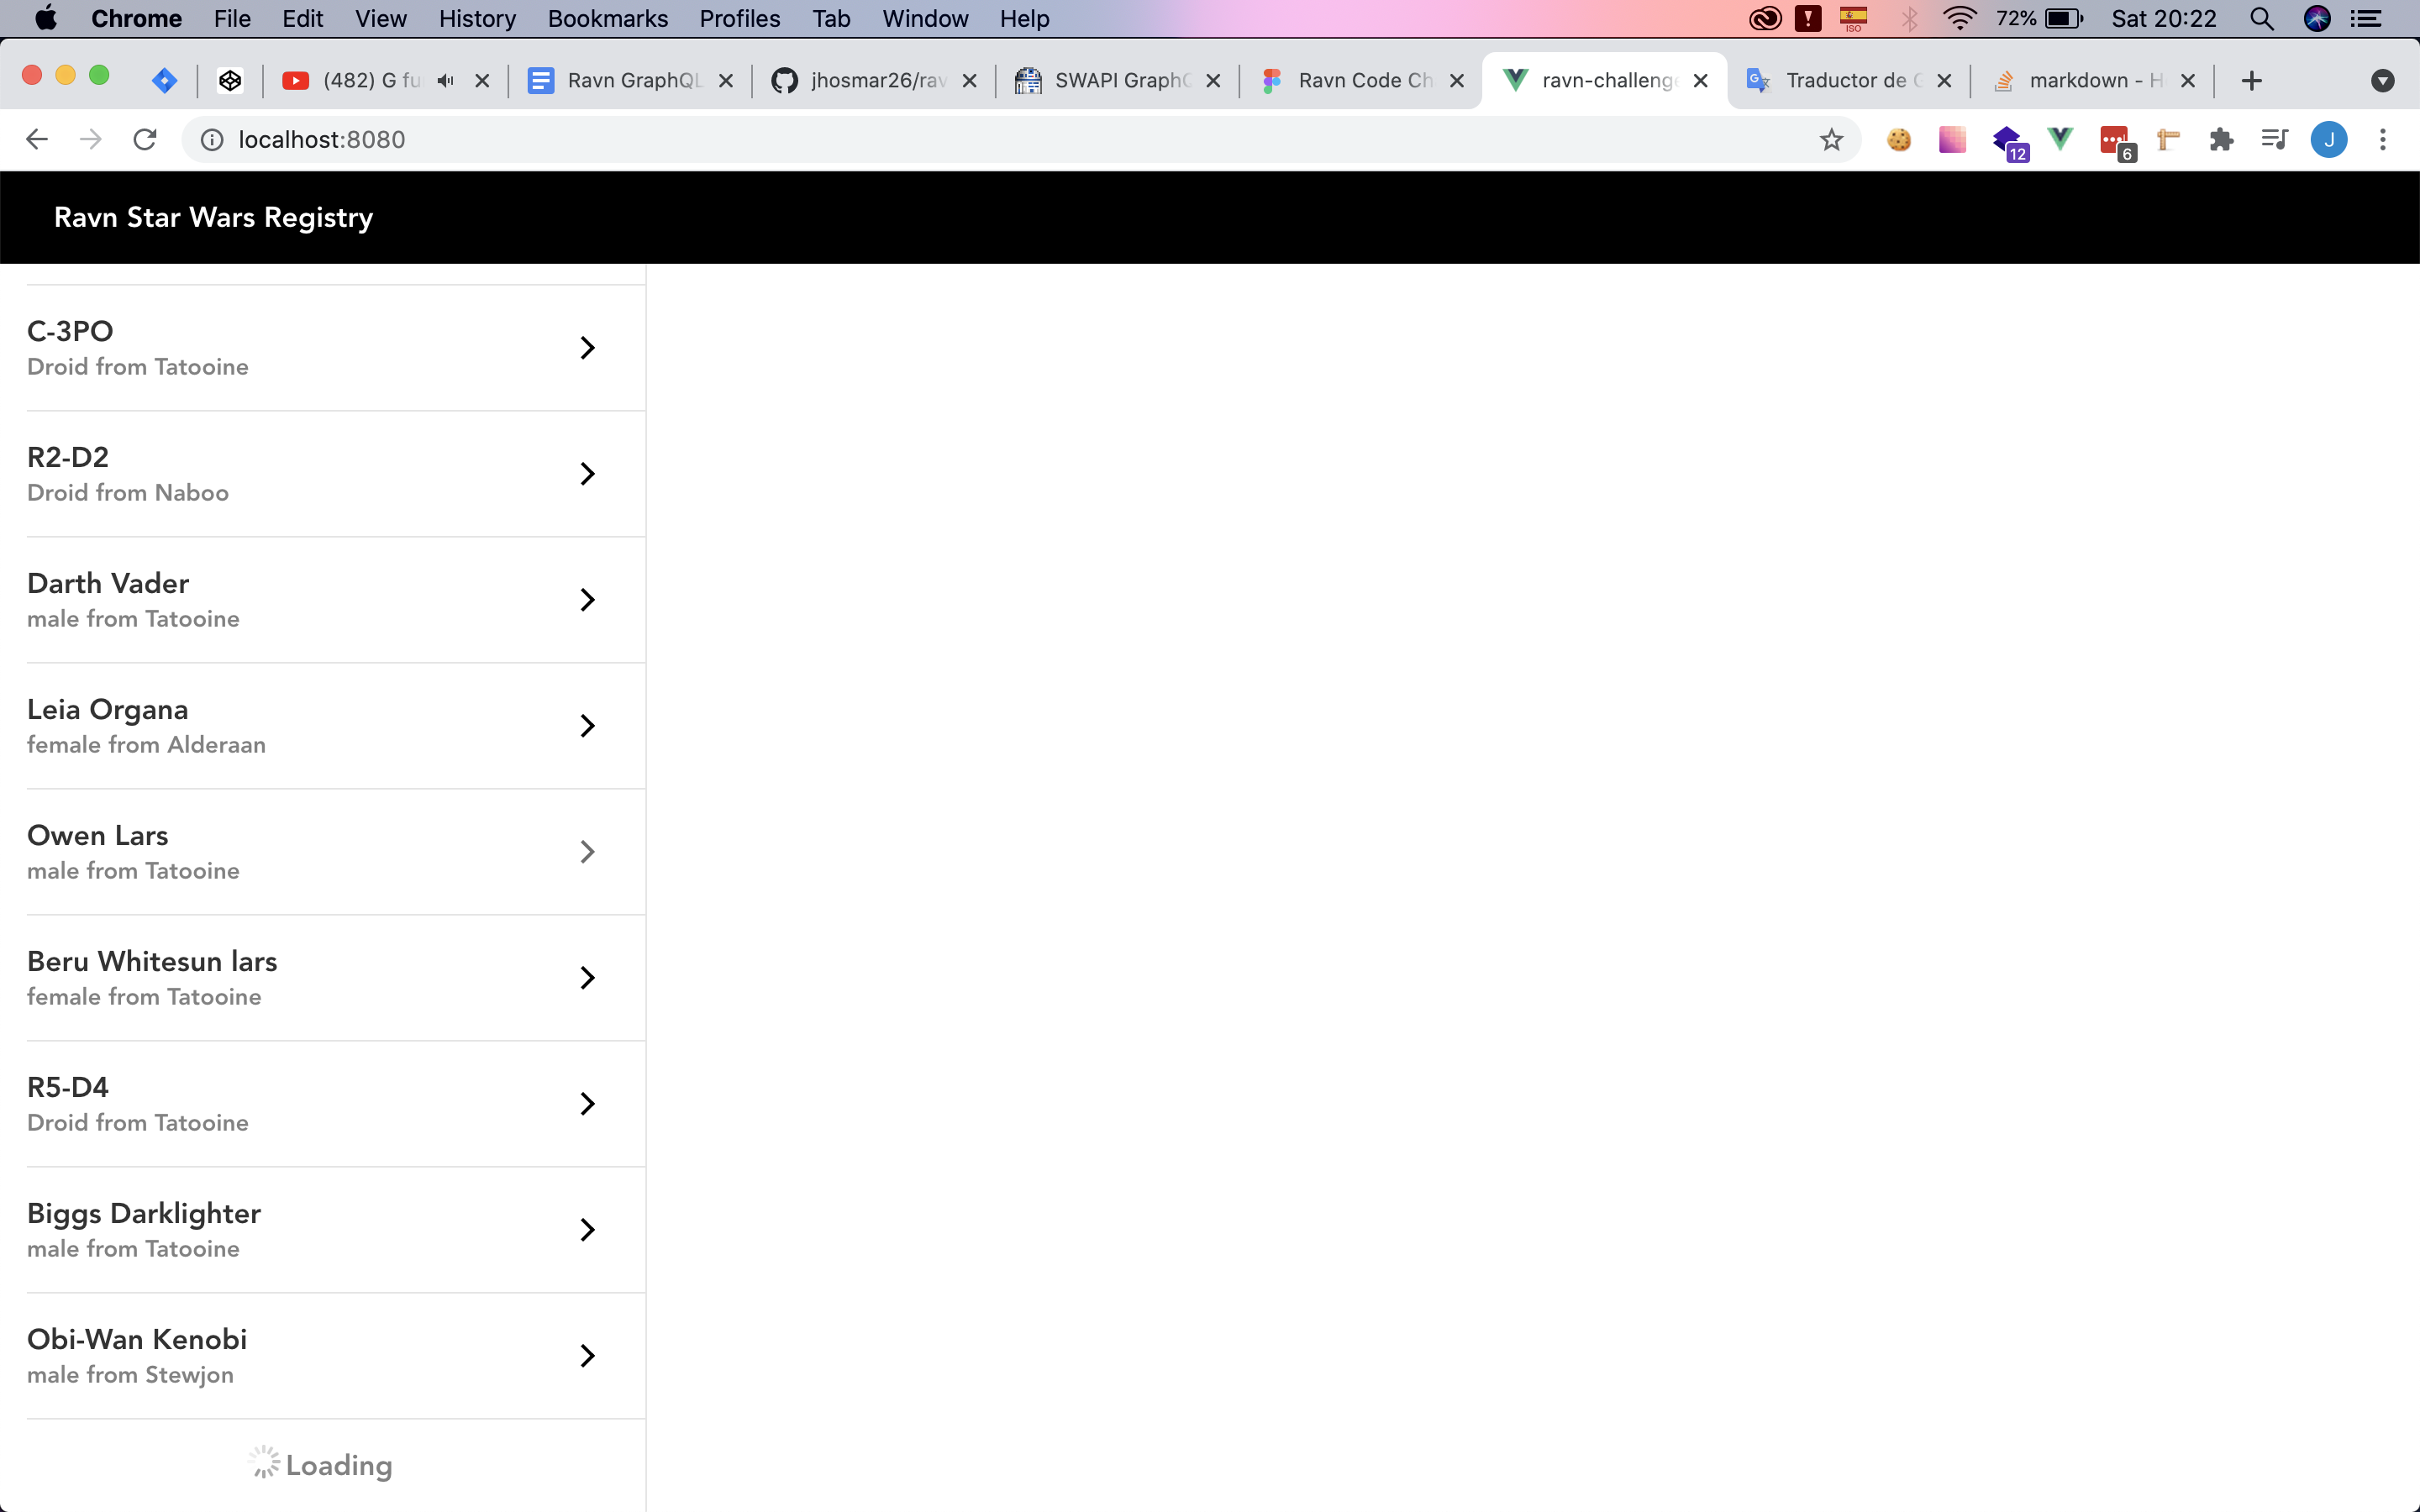 Chrome File Edit View History Bookmarks Profiles Tab Window Help ISO 72% Sat 20:22
(482) G fu Ravn GraphQL jhosmar26/rav SWAPI Graph Ravn Code Ch ravn-challenge Traductor de G markdown - H
localhost:8080 12 6 J
Ravn Star Wars Registry
C-3PO
Droid from Tatooine
R2-D2
Droid from Naboo
Darth Vader
male from Tatooine
Leia Organa
female from Alderaan
Owen Lars
male from Tatooine
Beru Whitesun lars
female from Tatooine
R5-D4
Droid from Tatooine
Biggs Darklighter
male from Tatooine
Obi-Wan Kenobi
male from Stewjon
Loading